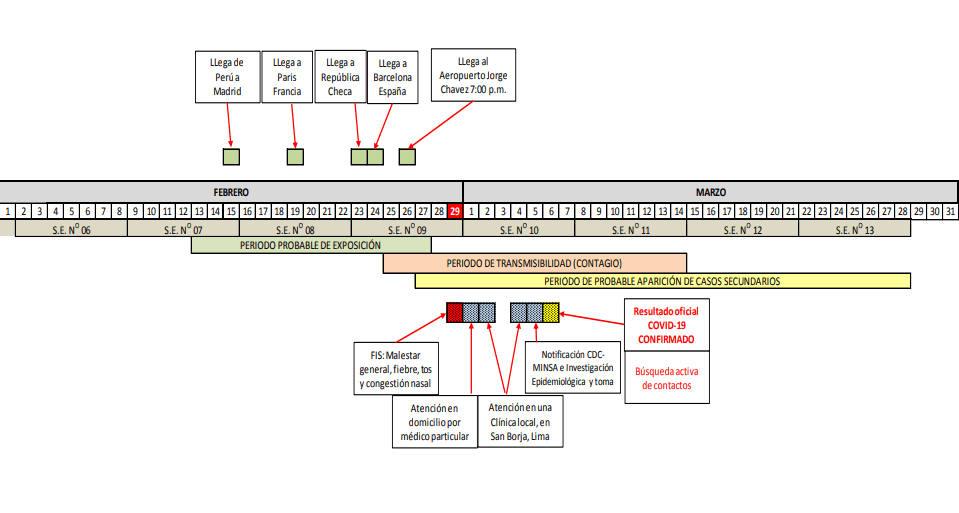 LLega de
Perú a
Madrid
LLega a
Paris
Francia
LLega a
República
Checa
LLega a
Barcelona
España
LLega al
Aeropuerto Jorge
Chavez 7:00 p.m.
FEBRERO MARZO
1 2 3 4 5 6 7 8 9 10 11 12 13 14 15 16 17 18 19 20 21 22 23 24 25 26 27 28 29 1 2 3 4 5 6 7 8 9 10 11 12 13 14 15 16 17 18 19 20 21 22 23 24 25 26 27 28 29 30 31
S.E. N° 06 S.E. N° 07 S.E. N° 08 S.E. N° 09 S.E. N° 10 S.E. N° 11 S.E. N° 12 S.E. N° 13
PERIODO PROBABLE DE EXPOSICIÓN
PERIODO DE TRANSMISIBILIDAD (CONTAGIO)
PERIODO DE PROBABLE APARICIÓN DE CASOS SECUNDARIOS
FIS: Malestar
general, fiebre, tos
y congestión nasal
Atención en
domicilio por
médico particular
Atención en una
Clínica local, en
San Borja, Lima
Notificación CDC-
MINSA e Investigación
Epidemiológica y toma
Resultado oficial
COVID-19
CONFIRMADO
Búsqueda activa
de contactos